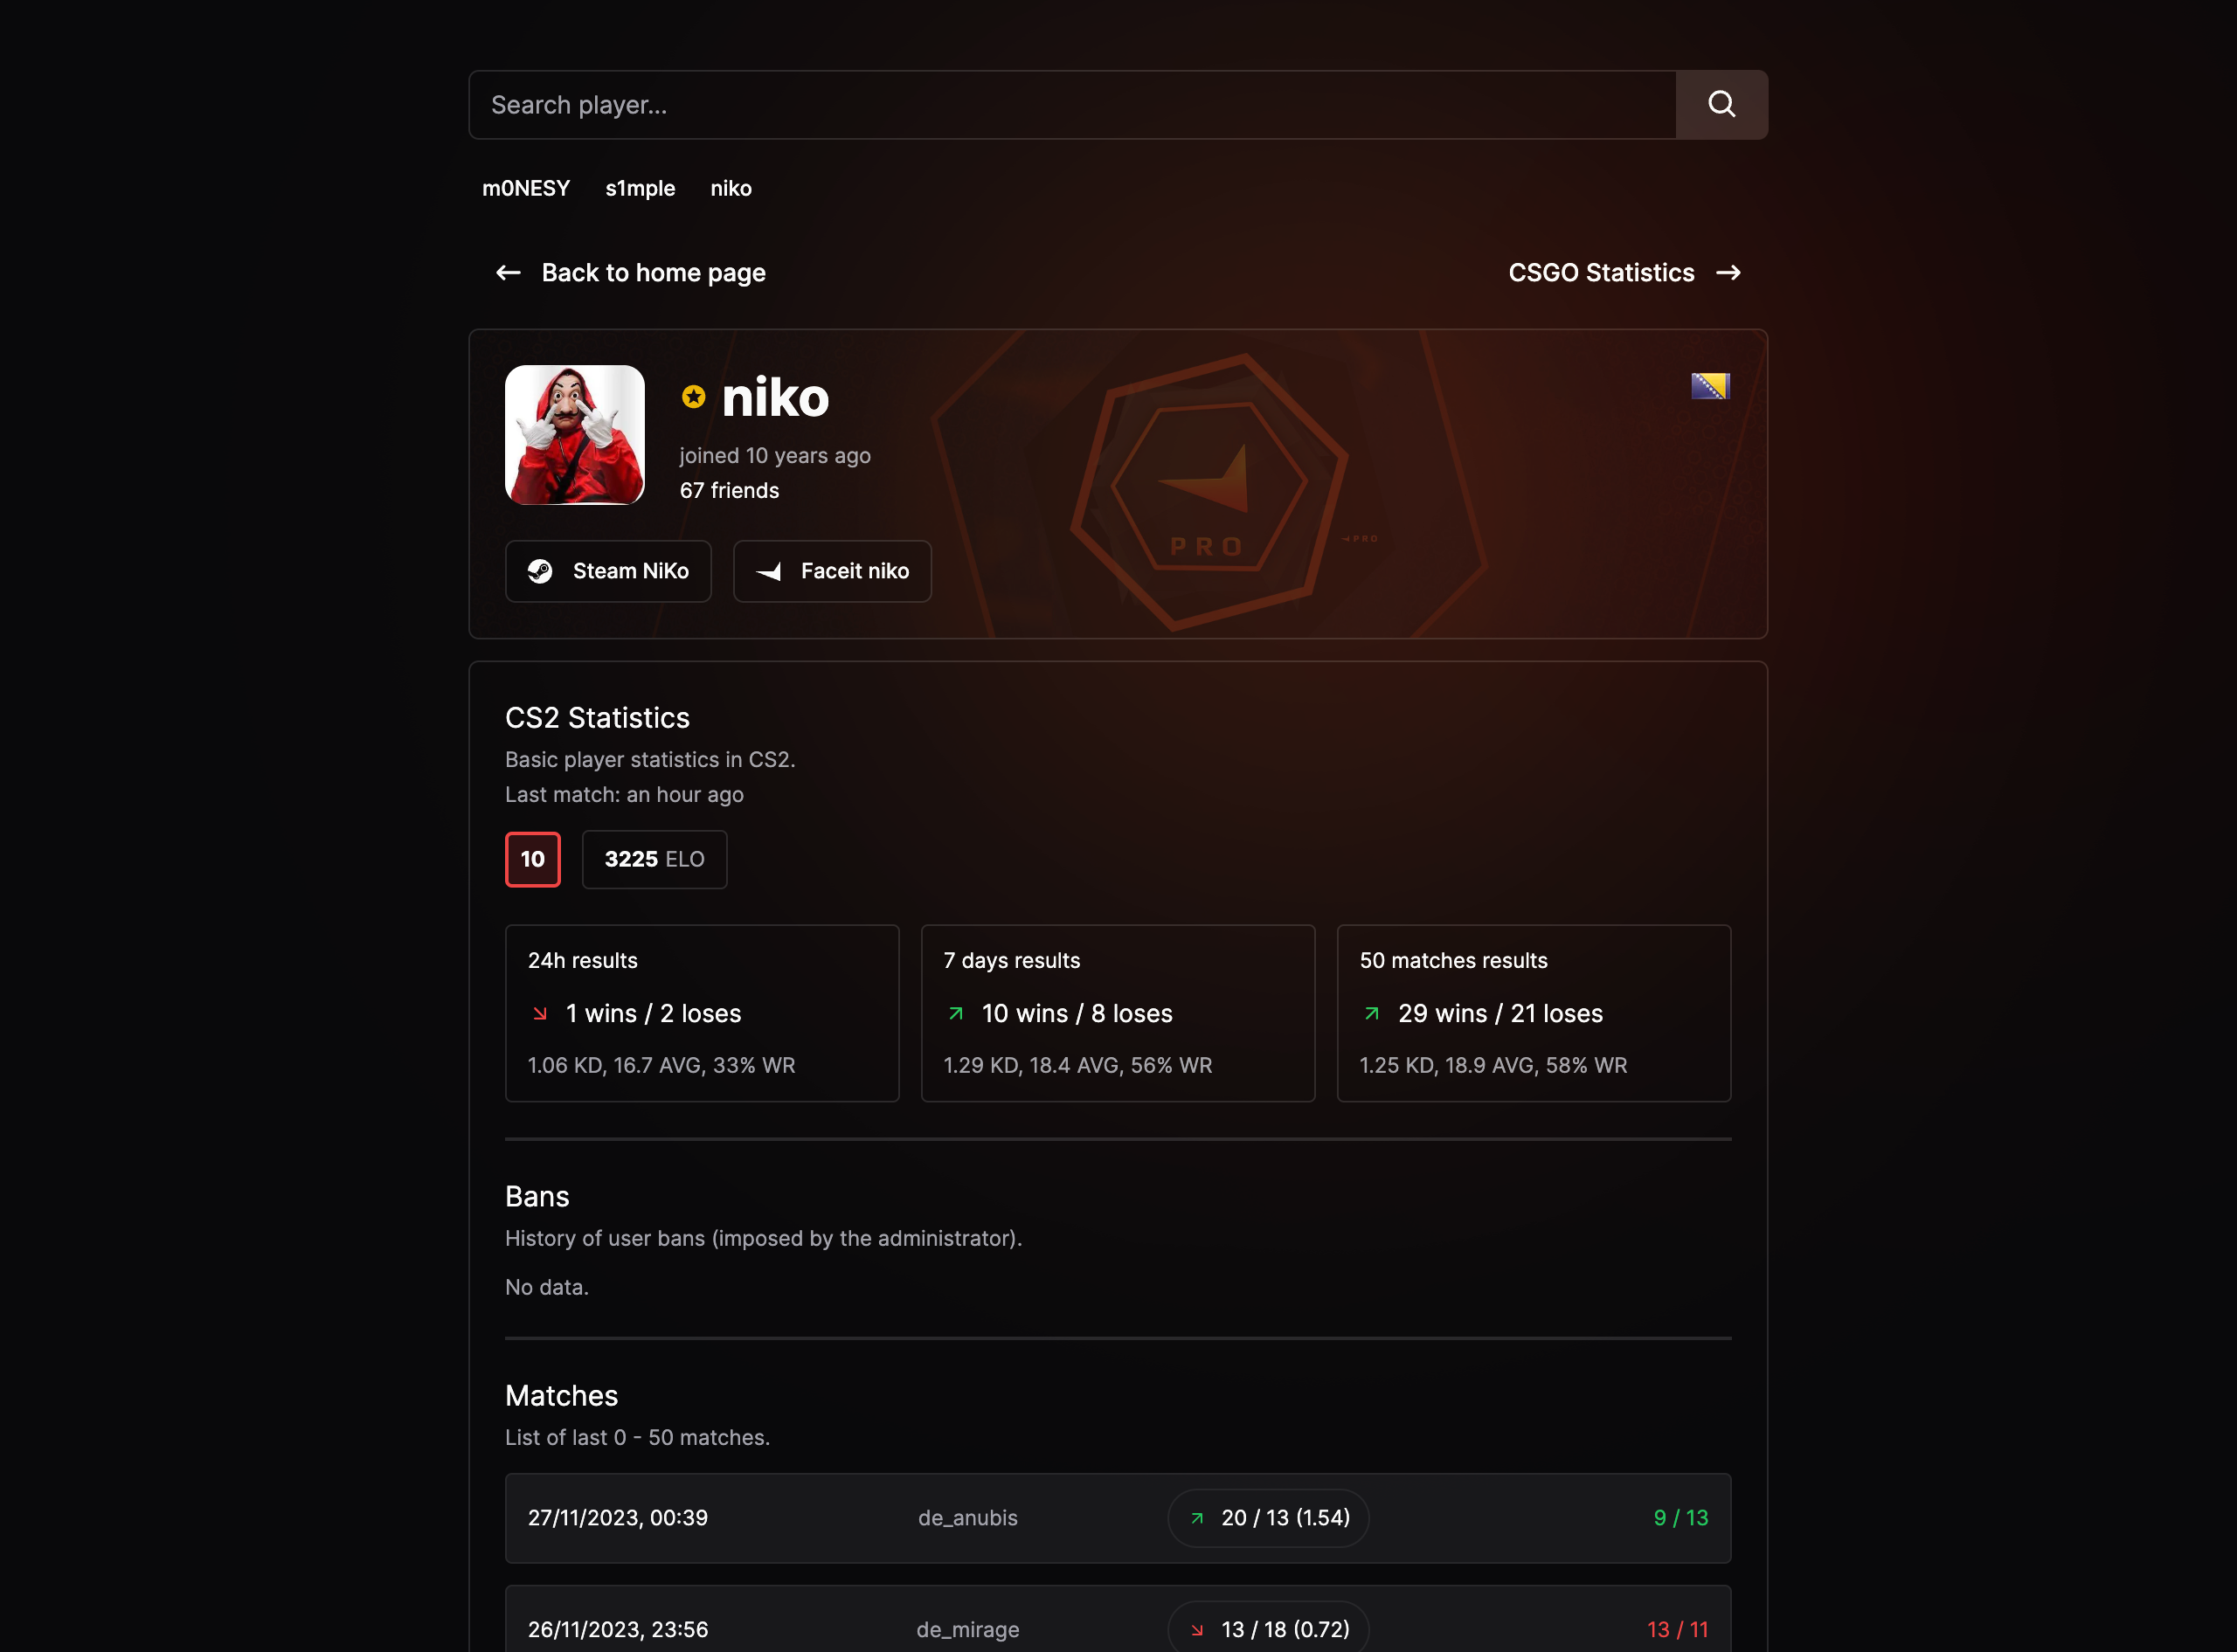 Search player...
m0NESY s1mple niko
Back to home page
CSGO Statistics
niko
joined 10 years ago
67 friends
PRO
PRO
Steam NiKo
Faceit niko
CS2 Statistics
Basic player statistics in CS2.
Last match: an hour ago
10
3225 ELO
24h results
1 wins / 2 loses
1.06 KD, 16.7 AVG, 33% WR
7 days results
10 wins / 8 loses
1.29 KD, 18.4 AVG, 56% WR
50 matches results
29 wins / 21 loses
1.25 KD, 18.9 AVG, 58% WR
Bans
History of user bans (imposed by the administrator).
No data.
Matches
List of last 0 - 50 matches.
27/11/2023, 00:39 de_anubis 20 / 13 (1.54) 9 / 13
26/11/2023, 23:56 de_mirage 13 / 18 (0.72) 13 / 11